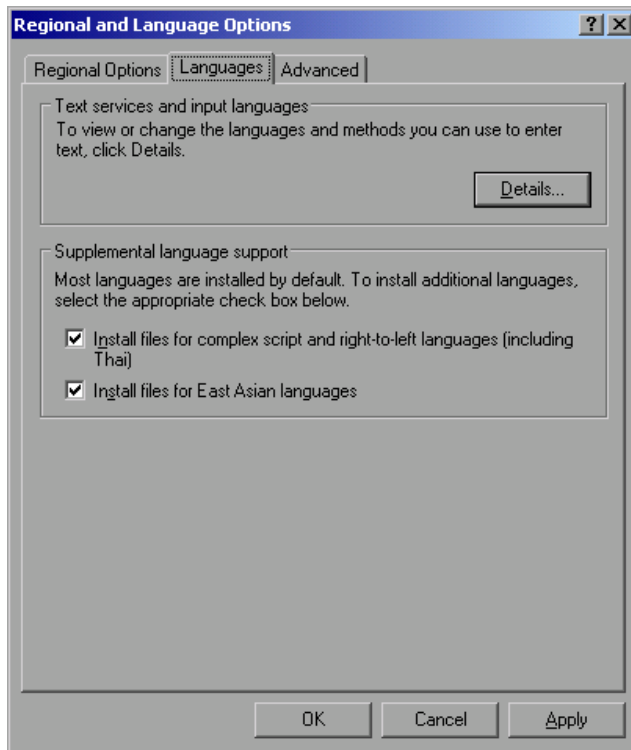 Regional and Language Options
Regional Options Languages Advanced
Text services and input languages
To view or change the languages and methods you can use to enter
text, click Details.
Details...
Supplemental language support
Most languages are installed by default. To install additional languages,
select the appropriate check box below.
Install files for complex script and right-to-left languages (including
Thai)
Install files for East Asian languages
OK Cancel Apply